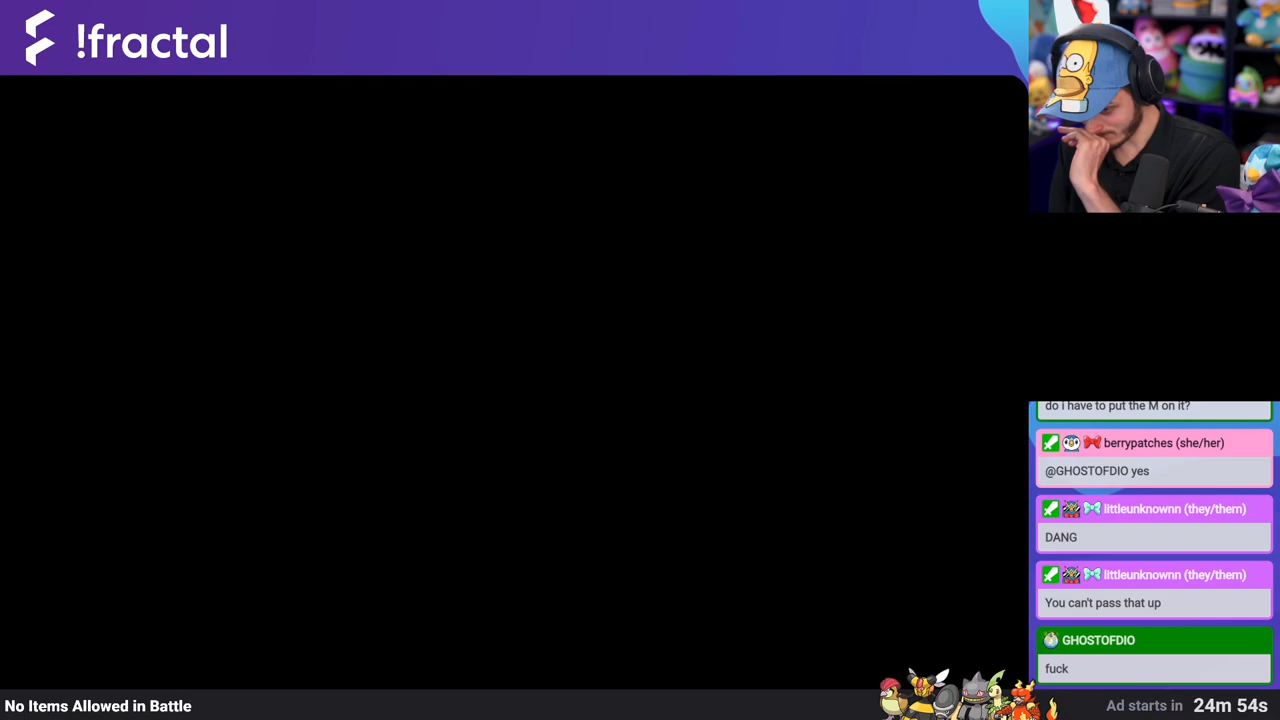 !fractal
do i have to put the M on it?
berrypatches (she/her)
@GHOSTOFDIO yes
littleunknownn (they/them)
DANG
littleunknownn (they/them)
You can't pass that up
GHOSTOFDIO
fuck
No Items Allowed in Battle
Ad starts in 24m 54s